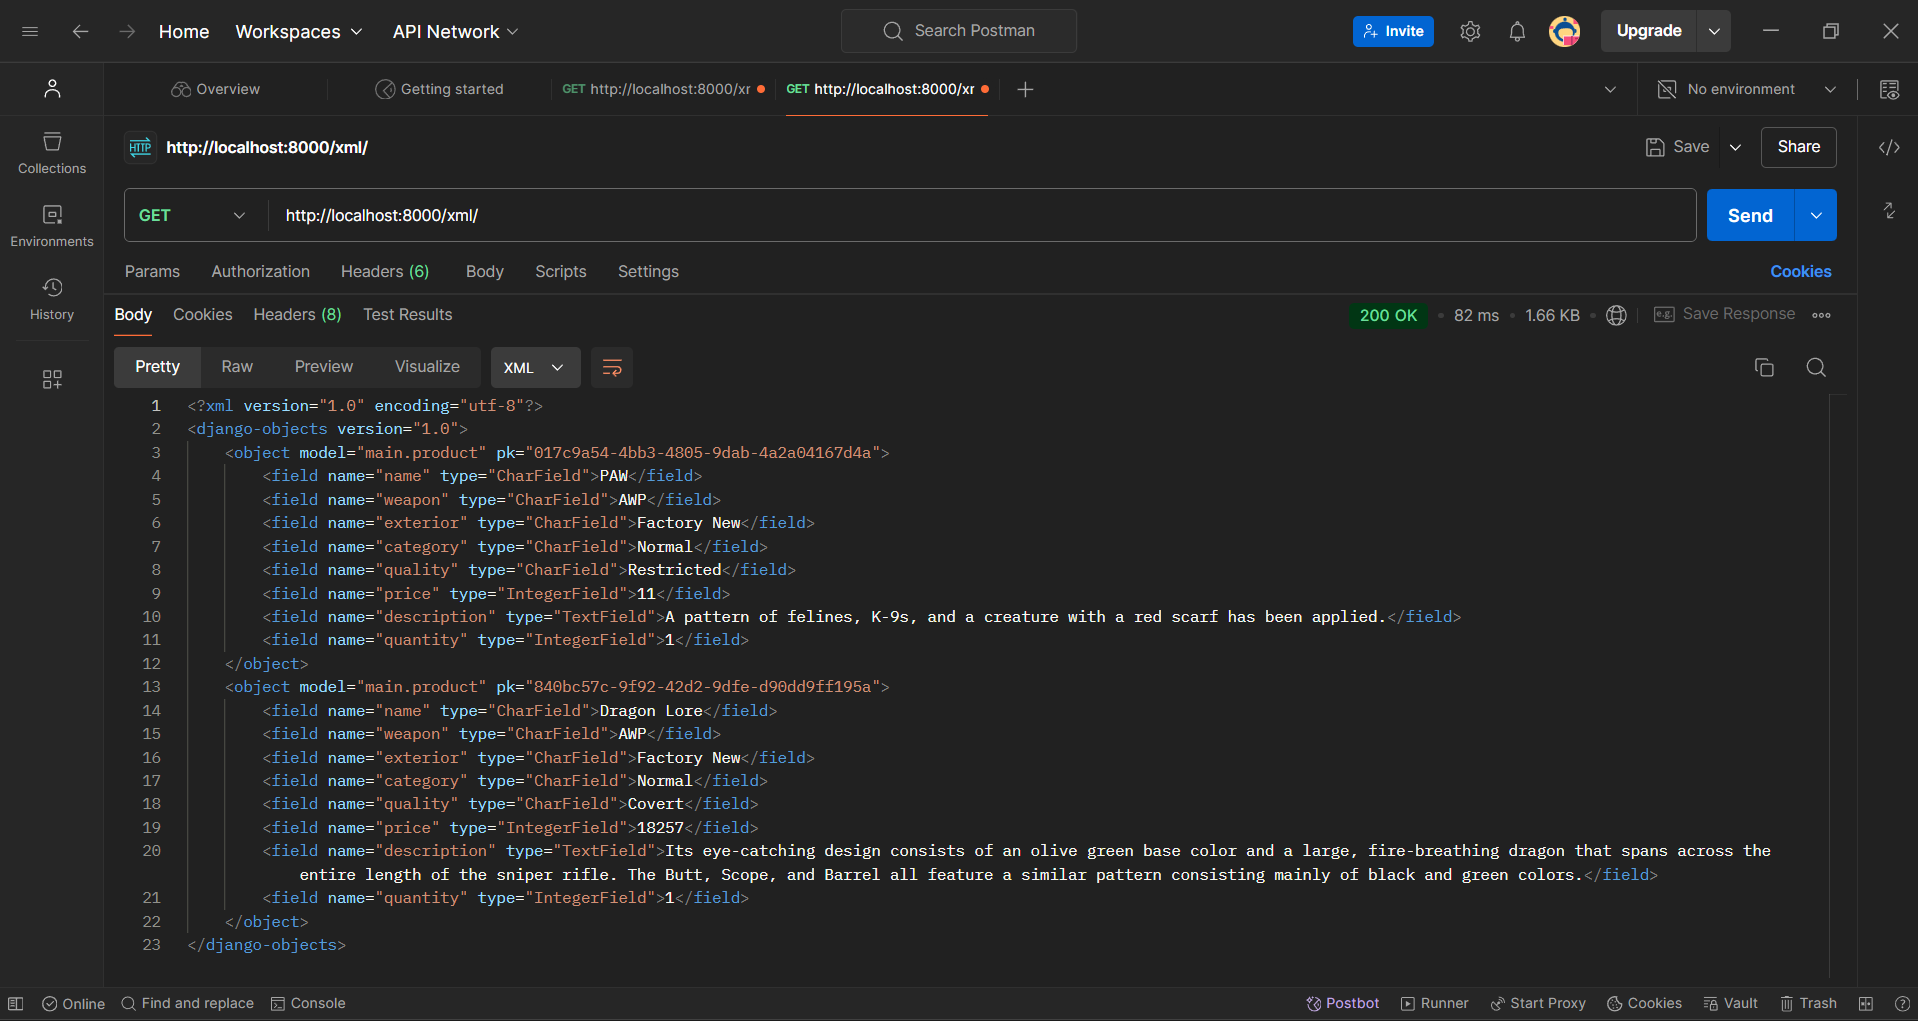 Home Workspaces API Network Search Postman Invite Upgrade
Overview Getting started GET http://localhost:8000/xr GET http://localhost:8000/xr No environment
HTTP http://localhost:8000/xml/ Save Share
Collections
GET http://localhost:8000/xml/ Send
Environments
Params Authorization Headers (6) Body Scripts Settings Cookies
History
Body Cookies Headers (8) Test Results 200 OK 82 ms 1.66 KB e.g. Save Response
Pretty Raw Preview Visualize XML
1 <?xml version="1.0" encoding="utf-8"?>
2 <django-objects version="1.0">
3 <object model="main.product" pk="017c9a54-4bb3-4805-9dab-4a2a04167d4a">
4 <field name="name" type="CharField">PAW</field>
5 <field name="weapon" type="CharField">AWP</field>
6 <field name="exterior" type="CharField">Factory New</field>
7 <field name="category" type="CharField">Normal</field>
8 <field name="quality" type="CharField">Restricted</field>
9 <field name="price" type="IntegerField">11</field>
10 <field name="description" type="TextField">A pattern of felines, K-9s, and a creature with a red scarf has been applied.</field>
11 <field name="quantity" type="IntegerField">1</field>
12 </object>
13 <object model="main.product" pk="840bc57c-9f92-42d2-9dfe-d90dd9ff195a">
14 <field name="name" type="CharField">Dragon Lore</field>
15 <field name="weapon" type="CharField">AWP</field>
16 <field name="exterior" type="CharField">Factory New</field>
17 <field name="category" type="CharField">Normal</field>
18 <field name="quality" type="CharField">Covert</field>
19 <field name="price" type="IntegerField">18257</field>
20 <field name="description" type="TextField">Its eye-catching design consists of an olive green base color and a large, fire-breathing dragon that spans across the
entire length of the sniper rifle. The Butt, Scope, and Barrel all feature a similar pattern consisting mainly of black and green colors.</field>
21 <field name="quantity" type="IntegerField">1</field>
22 </object>
23 </django-objects>
Online Find and replace Console Postbot Runner Start Proxy Cookies Vault Trash